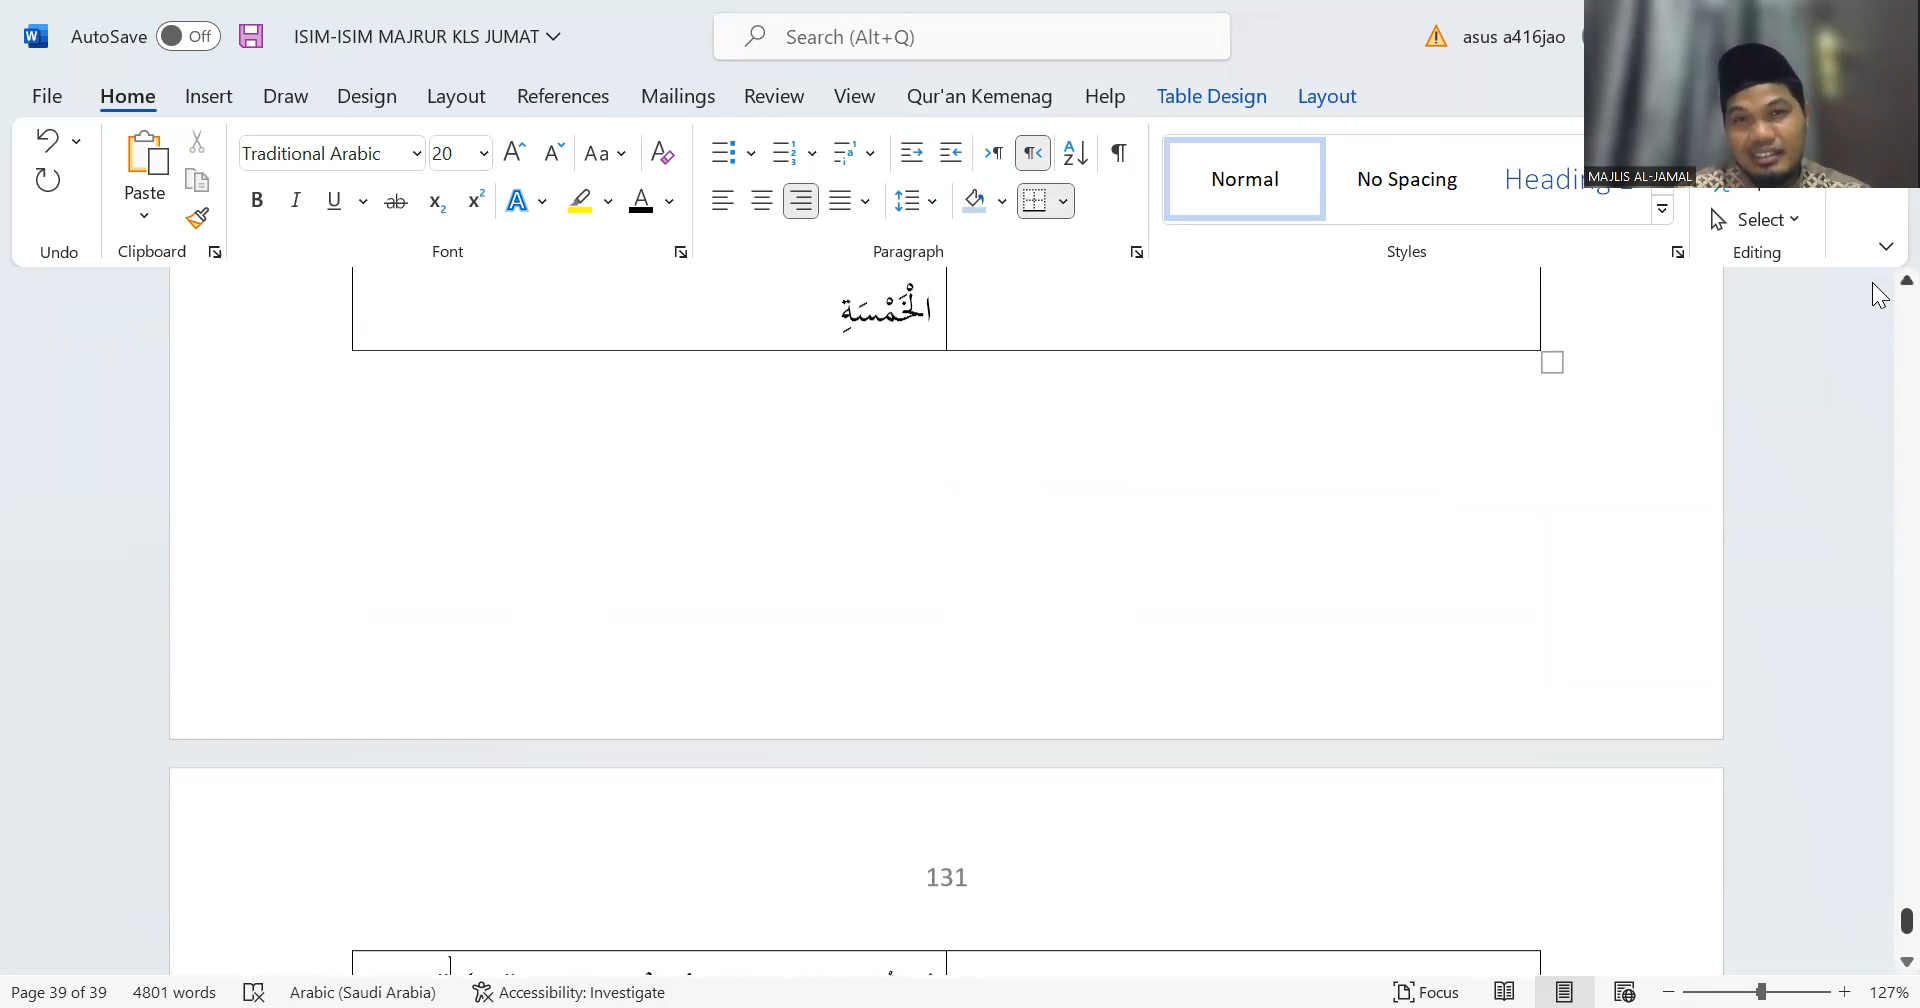 AutoSave Off ISIM-ISIM MAJRUR KLS JUMAT Search (Alt+Q) asus a416jao
File Home Insert Draw Design Layout References Mailings Review View Qur'an Kemenag Help Table Design Layout
MAJLIS AL-JAMAL
Paste
Traditional Arabic 20
Normal No Spacing
Select
Undo Clipboard Font Paragraph Styles Editing
الْخَمْسَةِ
131
Page 39 of 39 4801 words Arabic (Saudi Arabia) Accessibility: Investigate Focus 127%